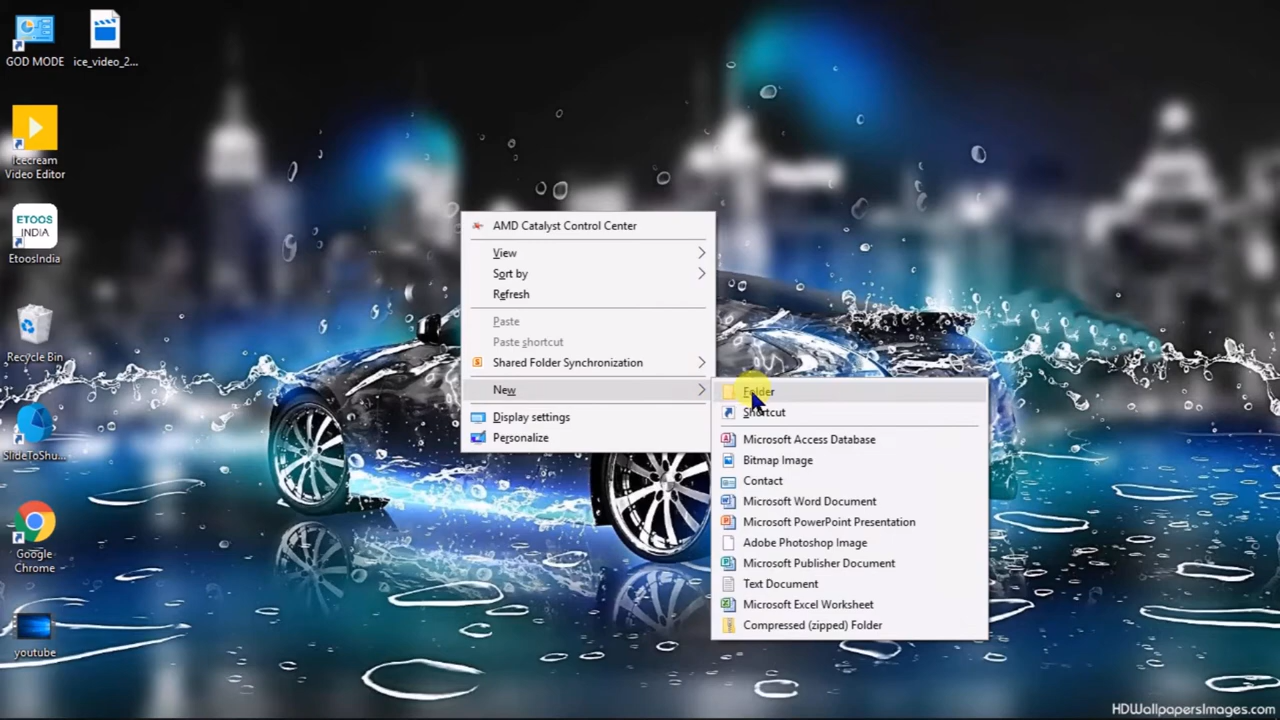 GOD MODE
ice_video_2...
Icecream
Video Editor
ETOOS
INDIA
EtoosIndia
Recycle Bin
SlideToShu...
Google
Chrome
youtube
AMD Catalyst Control Center
View
Sort by
Refresh
Paste
Paste shortcut
Shared Folder Synchronization
New
Display settings
Personalize
Folder
Shortcut
Microsoft Access Database
Bitmap Image
Contact
Microsoft Word Document
Microsoft PowerPoint Presentation
Adobe Photoshop Image
Microsoft Publisher Document
Text Document
Microsoft Excel Worksheet
Compressed (zipped) Folder
HDWallpapersImages.com